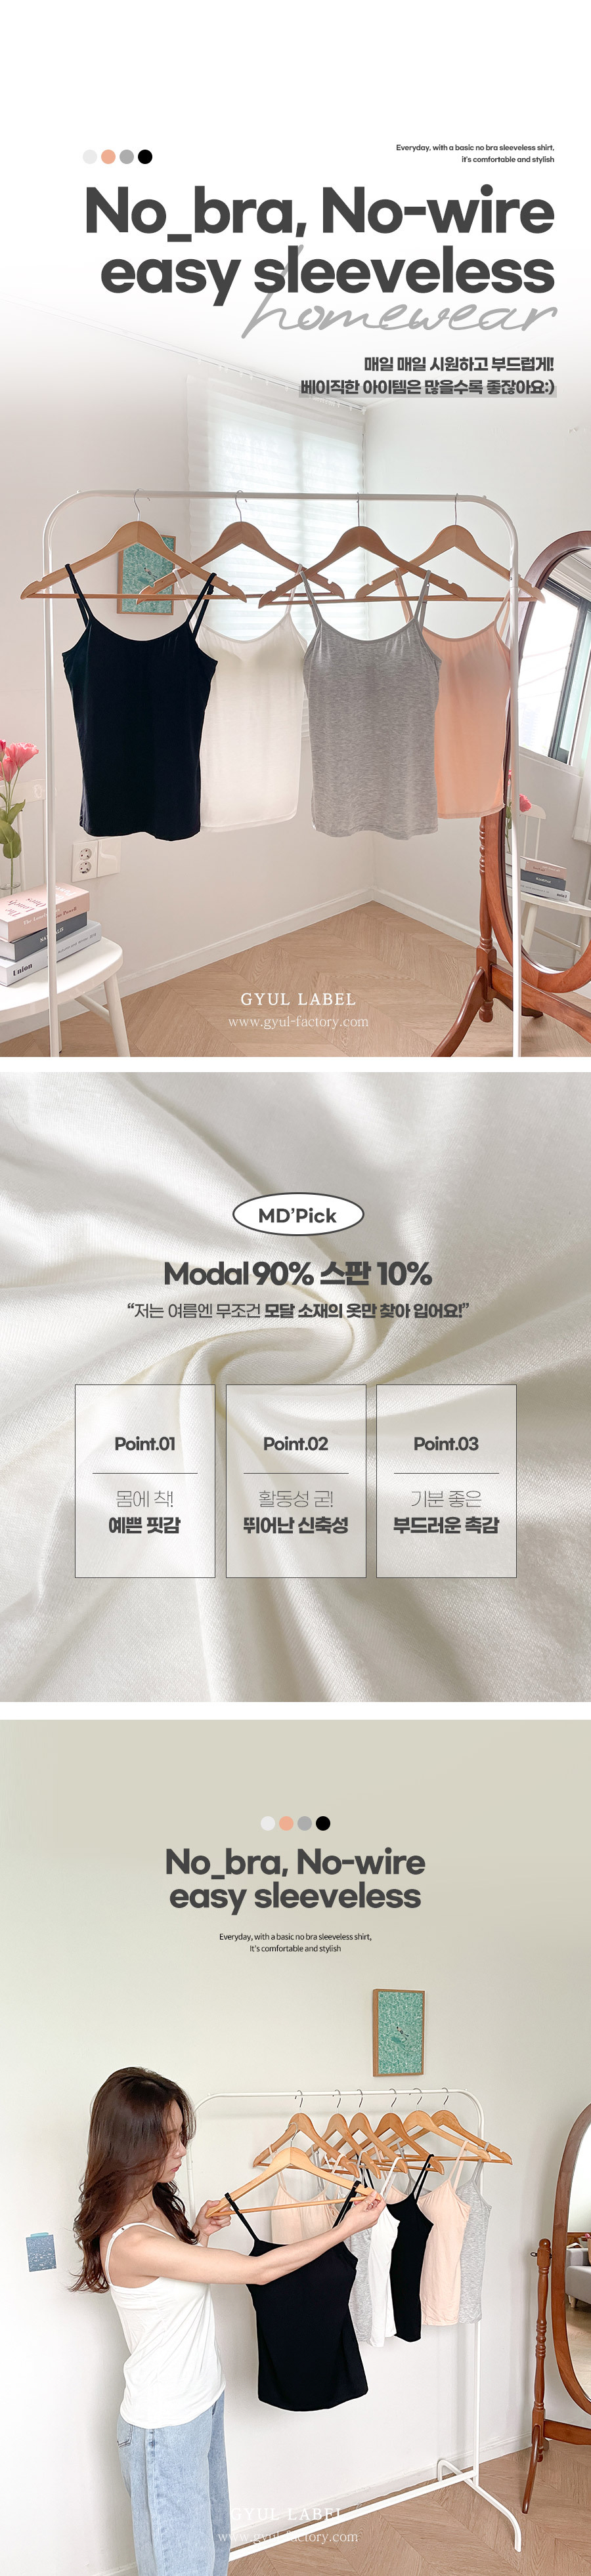 Everyday, with a basic no bra sleeveless shirt,
it's comfortable and stylish
No_bra, No-wire
easy sleeveless
homewear
매일 매일 시원하고 부드럽게!
베이직한 아이템은 많을수록 좋잖아요:)
Union
GYUL LABEL
www.gyul-factory.com
MD'Pick
Modal 90% 스판 10%
“저는 여름엔 무조건 모달 소재의 옷만 찾아 입어요!”
Point.01
몸에 착!
예쁜 핏감
Point.02
활동성 굳!
뛰어난 신축성
Point.03
기분 좋은
부드러운 촉감
No_bra, No-wire
easy sleeveless
Everyday, with a basic no bra sleeveless shirt,
It's comfortable and stylish
GYUL LABEL
www.gyul-factory.com